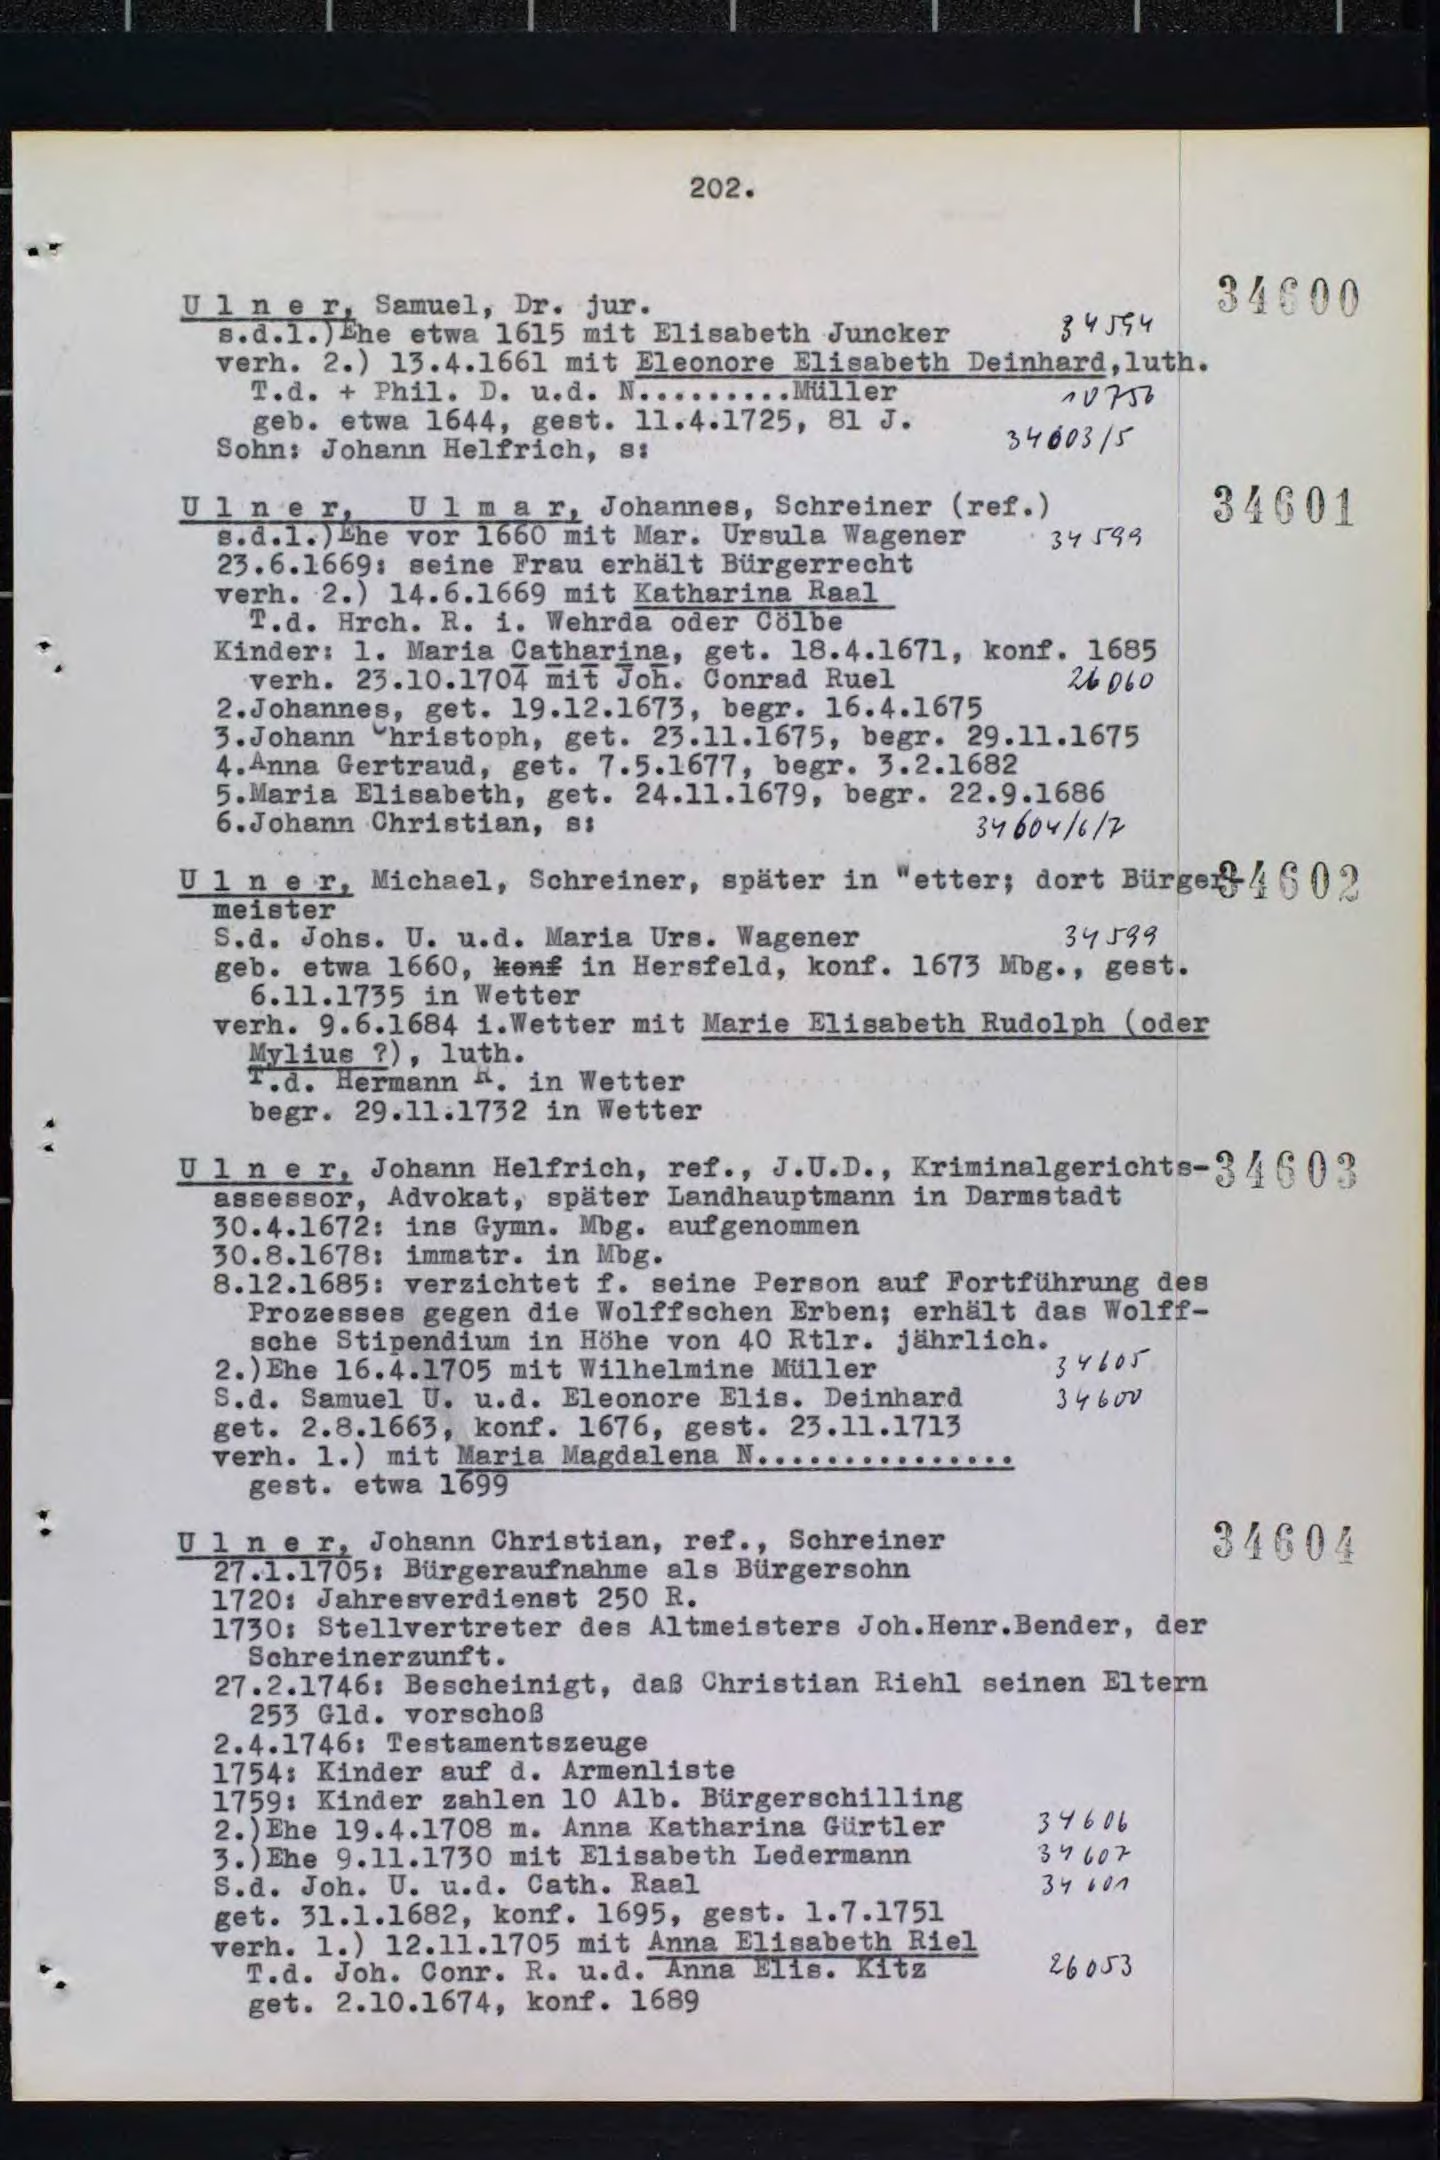 202.
U l n e r, Samuel, Dr. jur. 34600
s.d.1.)Ehe etwa 1615 mit Elisabeth Juncker 34594
verh. 2.) 13.4.1661 mit Eleonore Elisabeth Deinhard,luth.
T.d. + Phil. D. u.d. N.........Müller 10756
geb. etwa 1644, gest. 11.4.1725, 81 J.
Sohn: Johann Helfrich, s: 34603/5
U l n e r, U l m a r, Johannes, Schreiner (ref.) 34601
s.d.1.)Ehe vor 1660 mit Mar. Ursula Wagener 34599
23.6.1669: seine Frau erhält Bürgerrecht
verh. 2.) 14.6.1669 mit Katharina Raal
T.d. Hrch. R. i. Wehrda oder Cölbe
Kinder: 1. Maria Catharina, get. 18.4.1671, konf. 1685
verh. 23.10.1704 mit Joh. Conrad Ruel 26060
2.Johannes, get. 19.12.1673, begr. 16.4.1675
3.Johann Christoph, get. 23.11.1675, begr. 29.11.1675
4.Anna Gertraud, get. 7.5.1677, begr. 3.2.1682
5.Maria Elisabeth, get. 24.11.1679, begr. 22.9.1686
6.Johann Christian, s: 34604/6/7
U l n e r, Michael, Schreiner, später in Wetter; dort Bürger- 34602
meister
S.d. Johs. U. u.d. Maria Urs. Wagener 34599
geb. etwa 1660, konf in Hersfeld, konf. 1673 Mbg., gest.
6.11.1735 in Wetter
verh. 9.6.1684 i.Wetter mit Marie Elisabeth Rudolph (oder
Mylius ?), luth.
T.d. Hermann R. in Wetter
begr. 29.11.1732 in Wetter
U l n e r, Johann Helfrich, ref., J.U.D., Kriminalgerichts- 34603
assessor, Advokat, später Landhauptmann in Darmstadt
30.4.1672: ins Gymn. Mbg. aufgenommen
30.8.1678: immatr. in Mbg.
8.12.1685: verzichtet f. seine Person auf Fortführung des
Prozesses gegen die Wolffschen Erben; erhält das Wolff-
sche Stipendium in Höhe von 40 Rtlr. jährlich.
2.)Ehe 16.4.1705 mit Wilhelmine Müller 34605
S.d. Samuel U. u.d. Eleonore Elis. Deinhard 34600
get. 2.8.1663, konf. 1676, gest. 23.11.1713
verh. 1.) mit Maria Magdalena N...............
gest. etwa 1699
U l n e r, Johann Christian, ref., Schreiner 34604
27.1.1705: Bürgeraufnahme als Bürgersohn
1720: Jahresverdienst 250 R.
1730: Stellvertreter des Altmeisters Joh.Henr.Bender, der
Schreinerzunft.
27.2.1746: Bescheinigt, daß Christian Riehl seinen Eltern
253 Gld. vorschoß
2.4.1746: Testamentszeuge
1754: Kinder auf d. Armenliste
1759: Kinder zahlen 10 Alb. Bürgerschilling
2.)Ehe 19.4.1708 m. Anna Katharina Gürtler 34606
3.)Ehe 9.11.1730 mit Elisabeth Ledermann 34607
S.d. Joh. U. u.d. Cath. Raal 34601
get. 31.1.1682, konf. 1695, gest. 1.7.1751
verh. 1.) 12.11.1705 mit Anna Elisabeth Riel
T.d. Joh. Conr. R. u.d. Anna Elis. Kitz 26053
get. 2.10.1674, konf. 1689